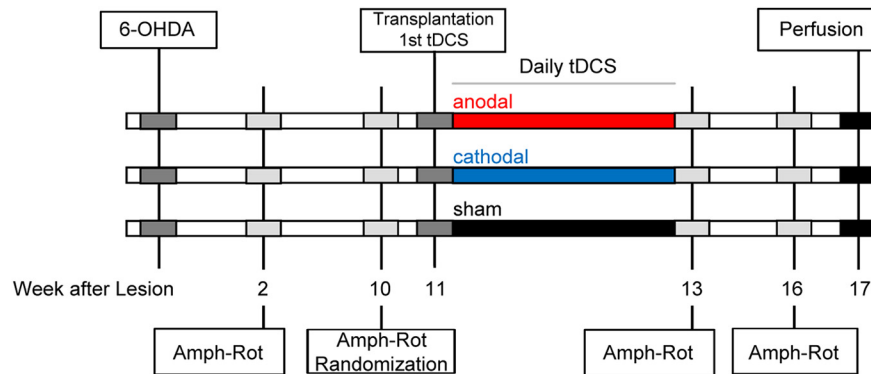 6-OHDA
Transplantation
1st tDCS
Perfusion
Daily tDCS
anodal
cathodal
sham
Week after Lesion 2 10 11 13 16 17
Amph-Rot
Amph-Rot
Randomization
Amph-Rot
Amph-Rot